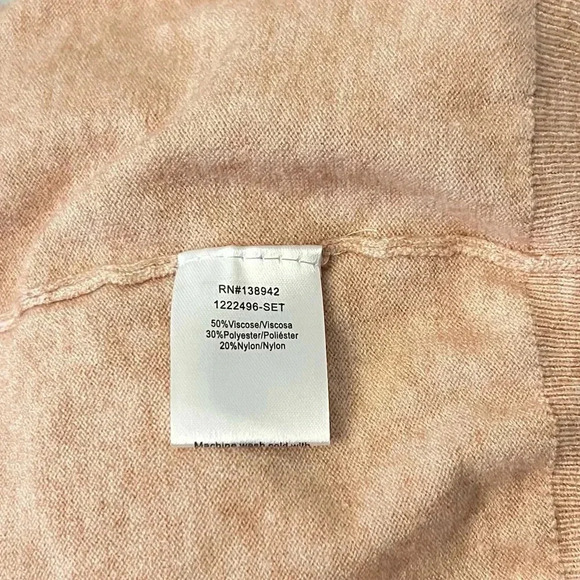 RN#138942
1222496-SET
50%Viscose/Viscosa
30%Polyester/Poliéster
20%Nylon/Nylon
Machine wash cold with